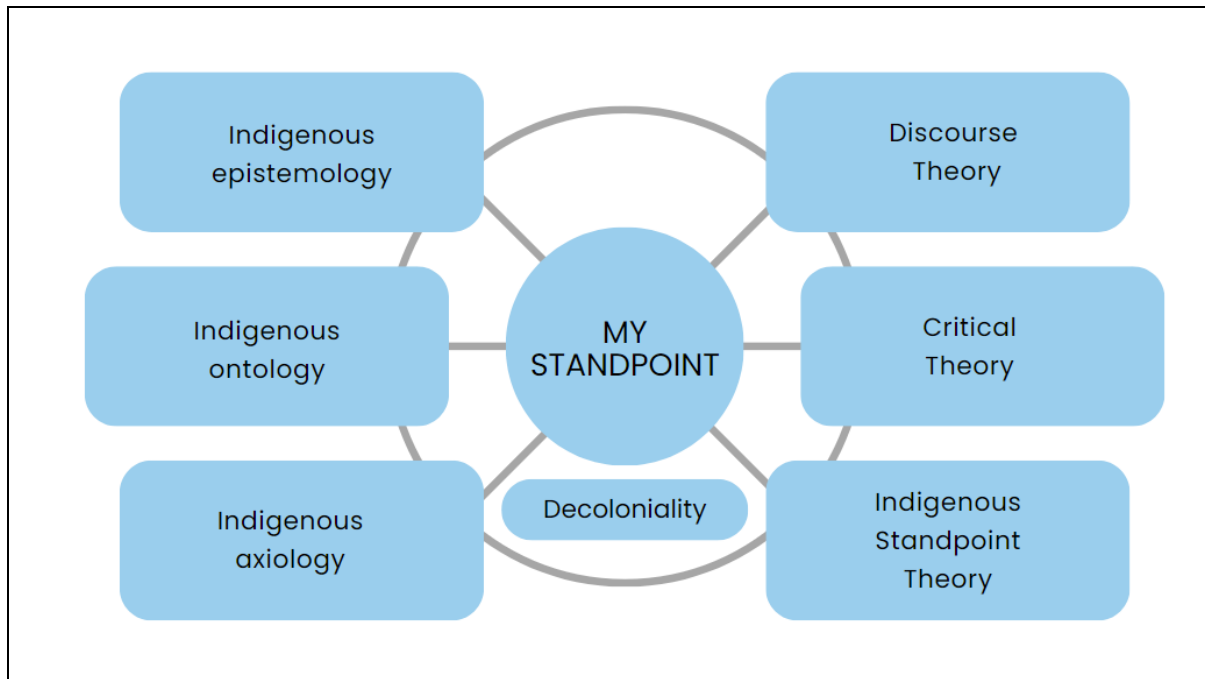 Indigenous
epistemology
Discourse
Theory
Indigenous
ontology
MY
STANDPOINT
Critical
Theory
Indigenous
axiology
Decoloniality
Indigenous
Standpoint
Theory